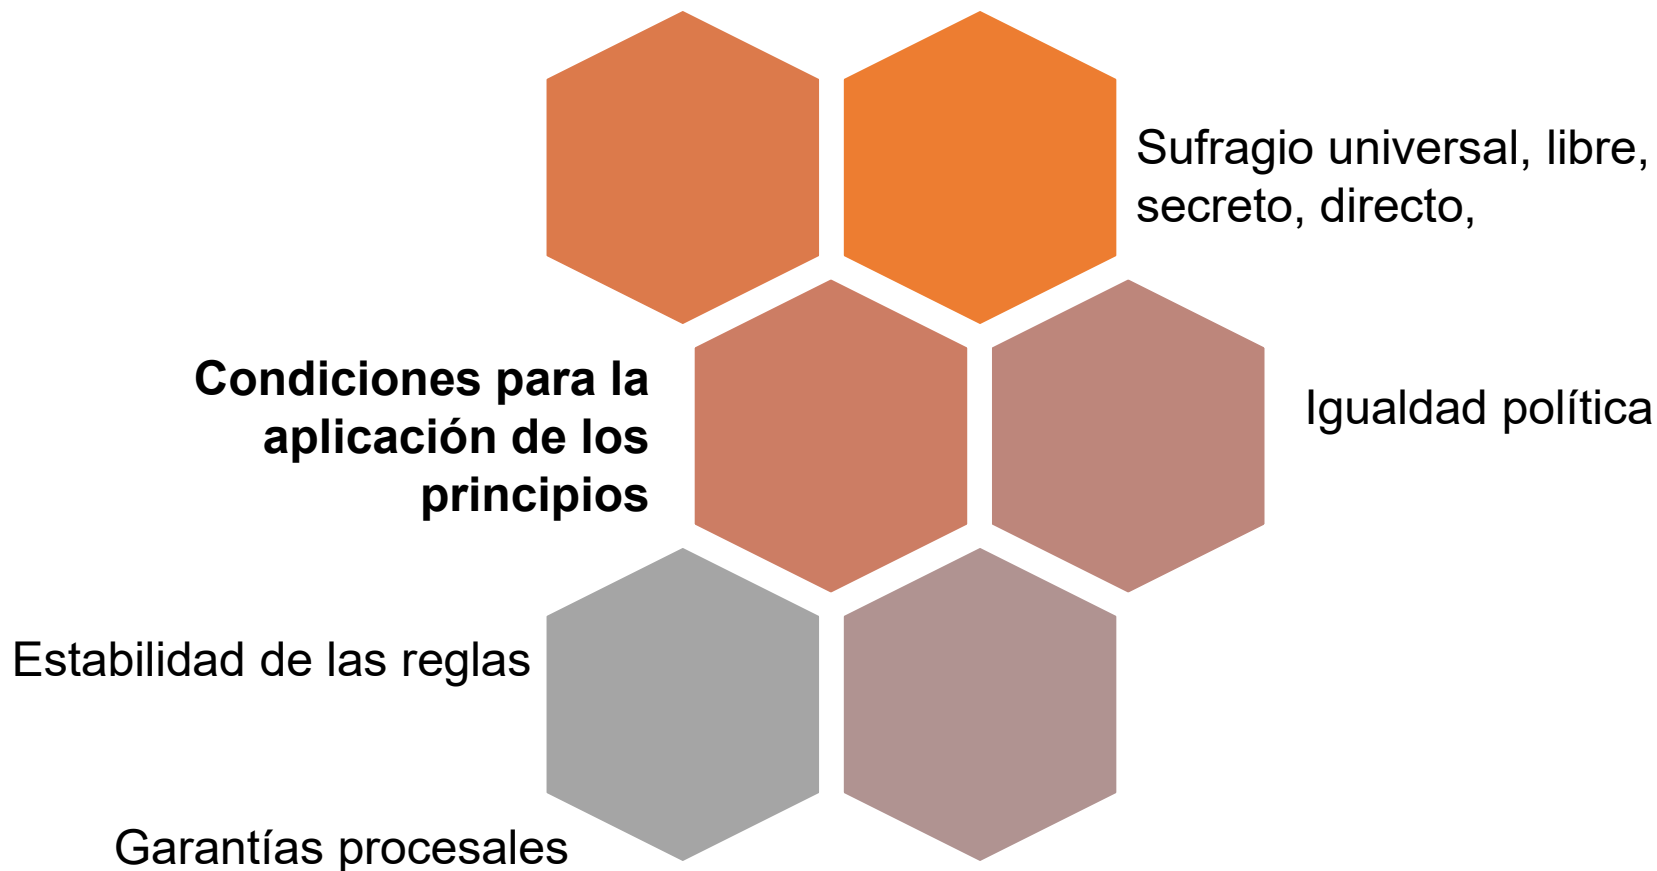 Sufragio universal, libre,
secreto, directo,
Condiciones para la
aplicación de los
principios
Igualdad política
Estabilidad de las reglas
Garantías procesales